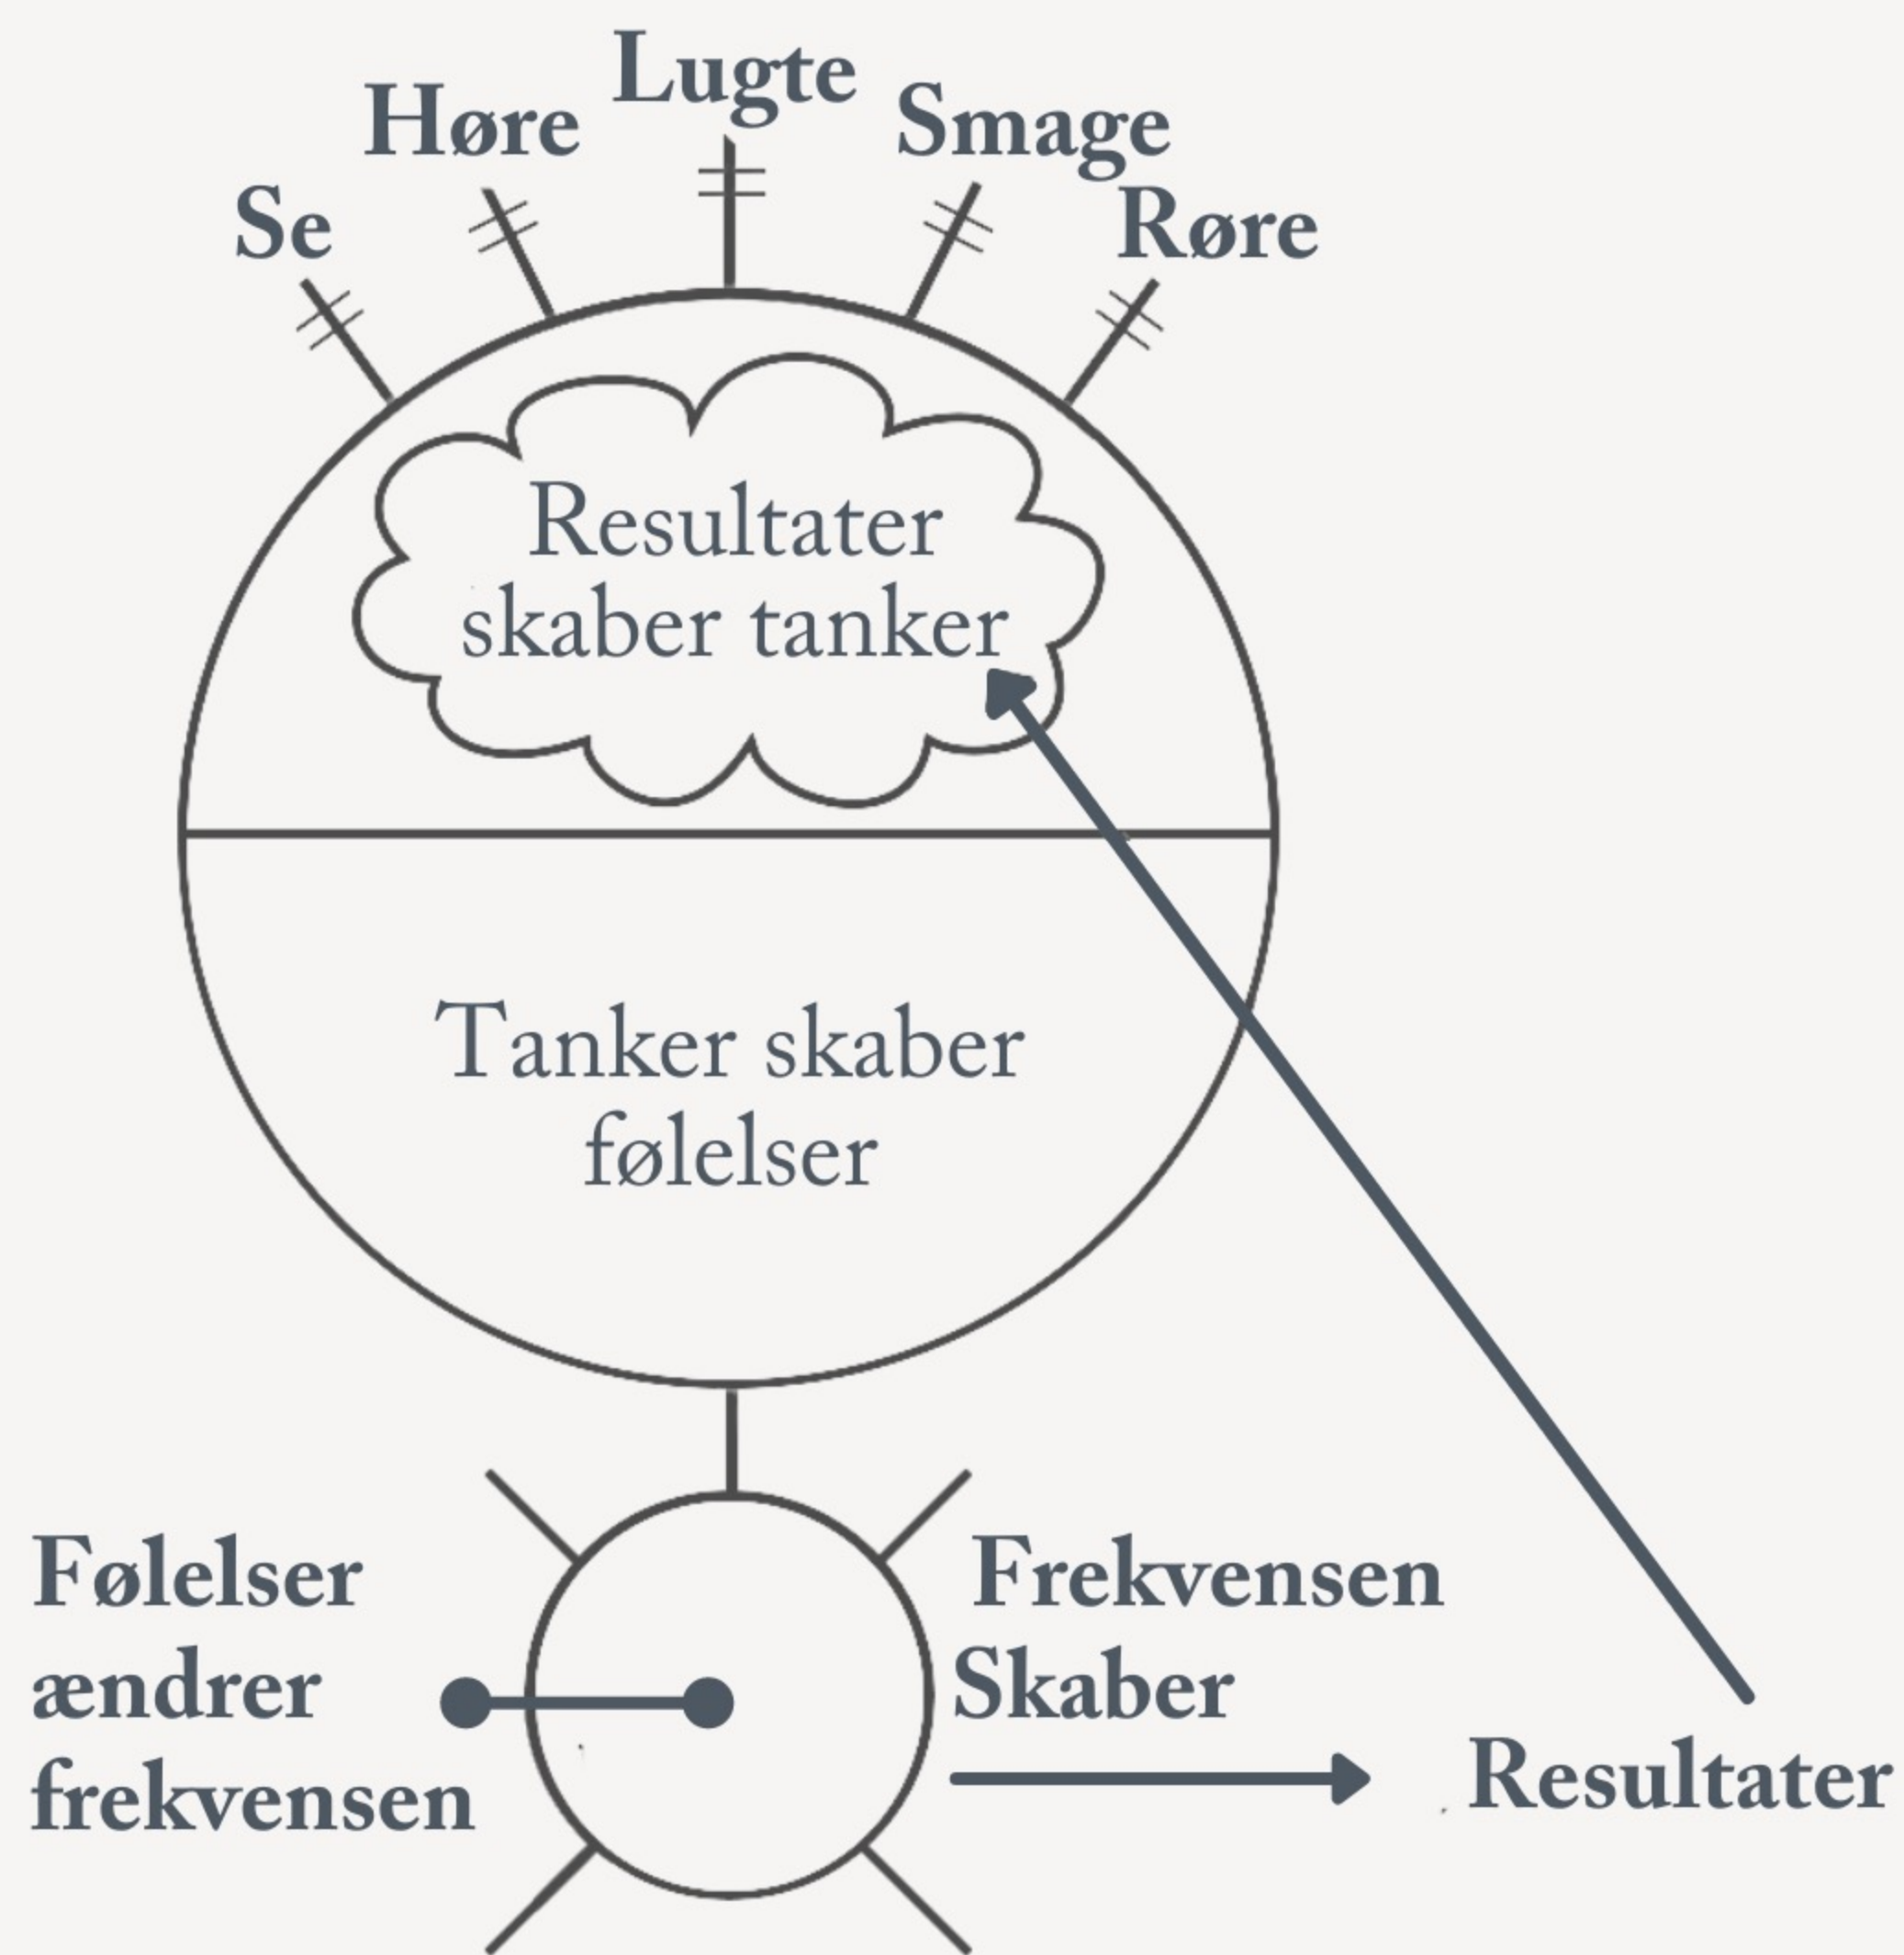 Se
Høre
Lugte
Smage
Røre
Resultater
skaber tanker
Tanker skaber
følelser
Følelser
ændrer
frekvensen
Frekvensen
Skaber
Resultater